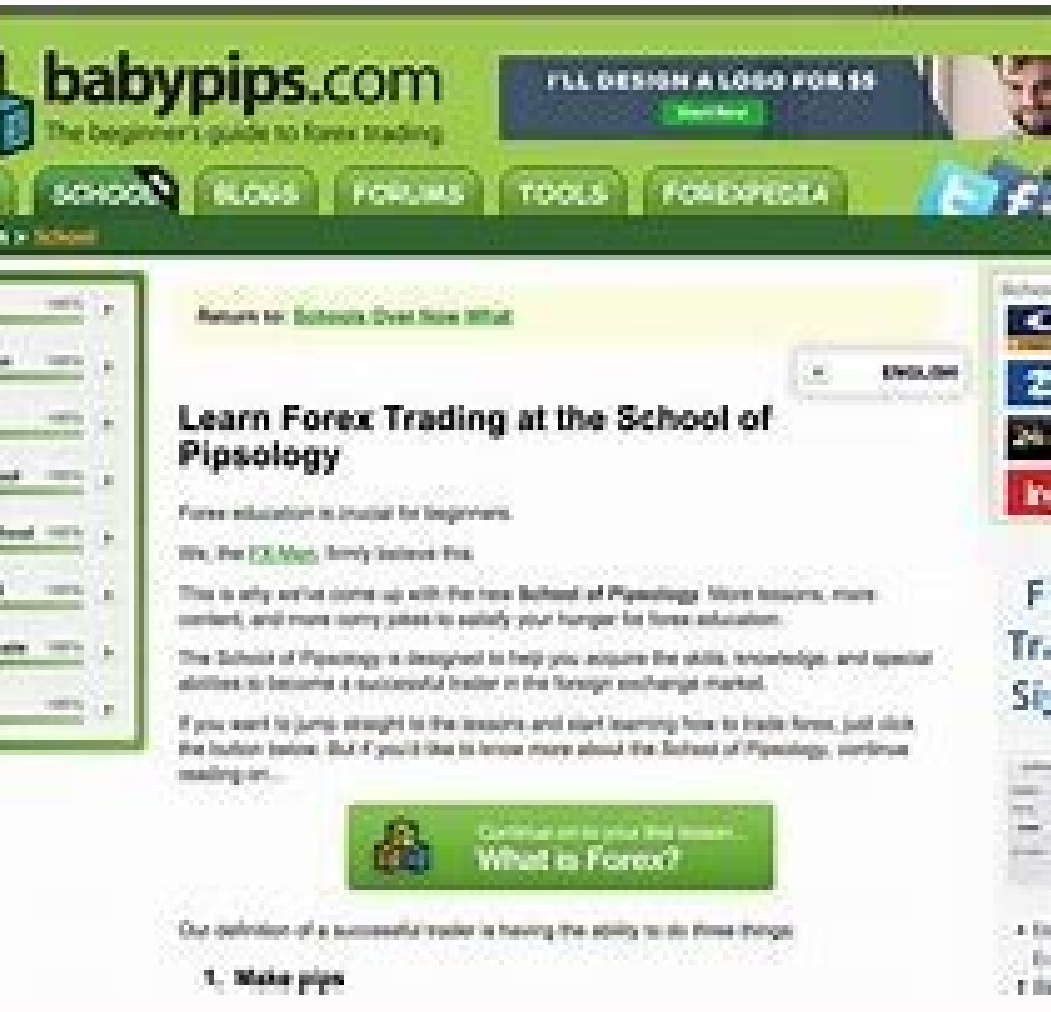 babypips.com
The beginner's guide to forex trading
I'LL DESIGN A LOGO FOR $5
Start Now
SCHOOL
BLOGS
FORUMS
TOOLS
FOREXPEDIA
> School
Return to: Schools Over Now What
ENGLISH
Learn Forex Trading at the School of
Pipsology
Forex education is crucial for beginners.
We, the FX-Men, firmly believe this.
This is why we've come up with the new School of Pipsology. More lessons, more
content, and more corny jokes to satisfy your hunger for forex education.
The School of Pipsology is designed to help you acquire the skills, knowledge, and special
abilities to become a successful trader in the foreign exchange market.
If you want to jump straight to the lessons and start learning how to trade forex, just click
the button below. But if you'd like to know more about the School of Pipsology, continue
reading on...
Continue on to your first lesson...
What is Forex?
Our definition of a successful trader is having the ability to do three things:
1. Make pips